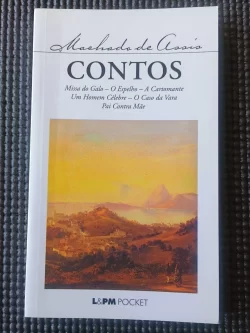 Machado de Assis
CONTOS
Missa do Galo – O Espelho – A Cartomante
Um Homem Célebre – O Caso da Vara
Pai Contra Mãe
L&PM POCKET